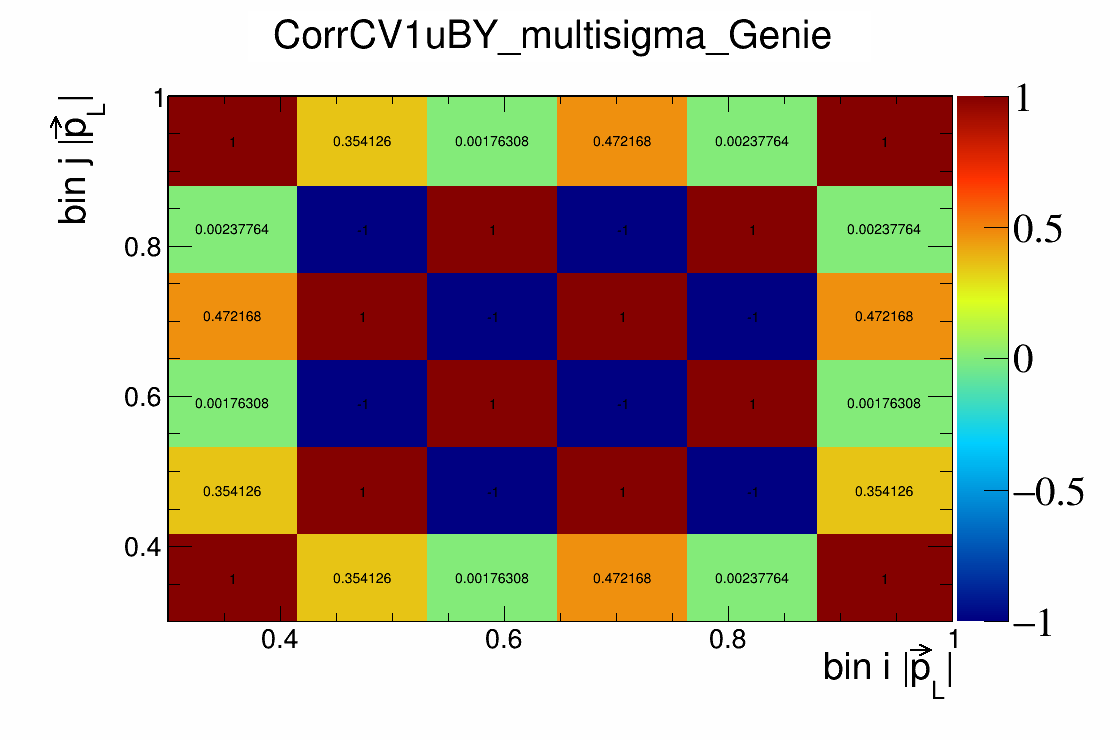 CorrCV1uBY_multisigma_Genie
bin j |p⃗_L|
1
0.8
0.6
0.4
1 0.354126 0.00176308 0.472168 0.00237764 1
0.00237764 -1 1 -1 1 0.00237764
0.472168 1 -1 1 -1 0.472168
0.00176308 -1 1 -1 1 0.00176308
0.354126 1 -1 1 -1 0.354126
1 0.354126 0.00176308 0.472168 0.00237764 1
0.4 0.6 0.8 1
bin i |p⃗_L|
1
0.5
0
−0.5
−1